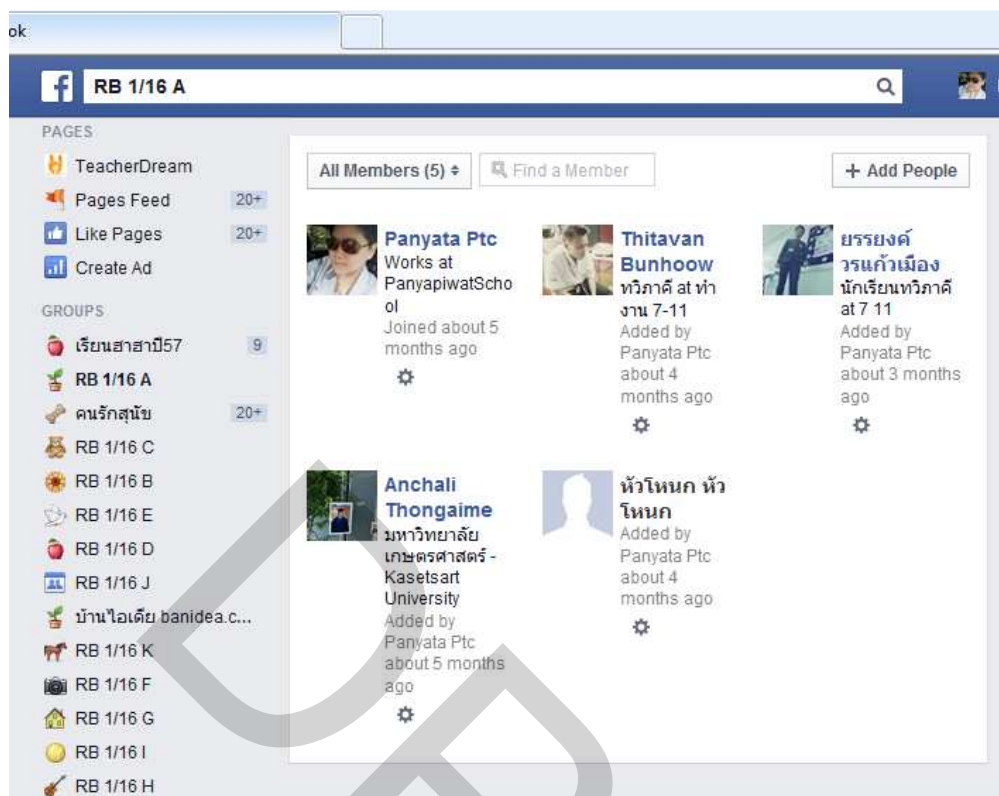 ok
RB 1/16 A
PAGES
TeacherDream
Pages Feed 20+
Like Pages 20+
Create Ad
GROUPS
เรียนฮาฮาปี57 9
RB 1/16 A
คนรักสุนัข 20+
RB 1/16 C
RB 1/16 B
RB 1/16 E
RB 1/16 D
RB 1/16 J
บ้านไอเดีย banidea.c...
RB 1/16 K
RB 1/16 F
RB 1/16 G
RB 1/16 I
RB 1/16 H
All Members (5)
Find a Member
+ Add People
Panyata Ptc
Works at
PanyapiwatScho
ol
Joined about 5
months ago
Thitavan
Bunhoow
ทวิภาคี at ทำ
งาน 7-11
Added by
Panyata Ptc
about 4
months ago
ยรรยงค์
วรแก้วเมือง
นักเรียนทวิภาคี
at 7 11
Added by
Panyata Ptc
about 3 months
ago
Anchali
Thongaime
มหาวิทยาลัย
เกษตรศาสตร์ -
Kasetsart
University
Added by
Panyata Ptc
about 5 months
ago
หัวโหนก หัว
โหนก
Added by
Panyata Ptc
about 4
months ago